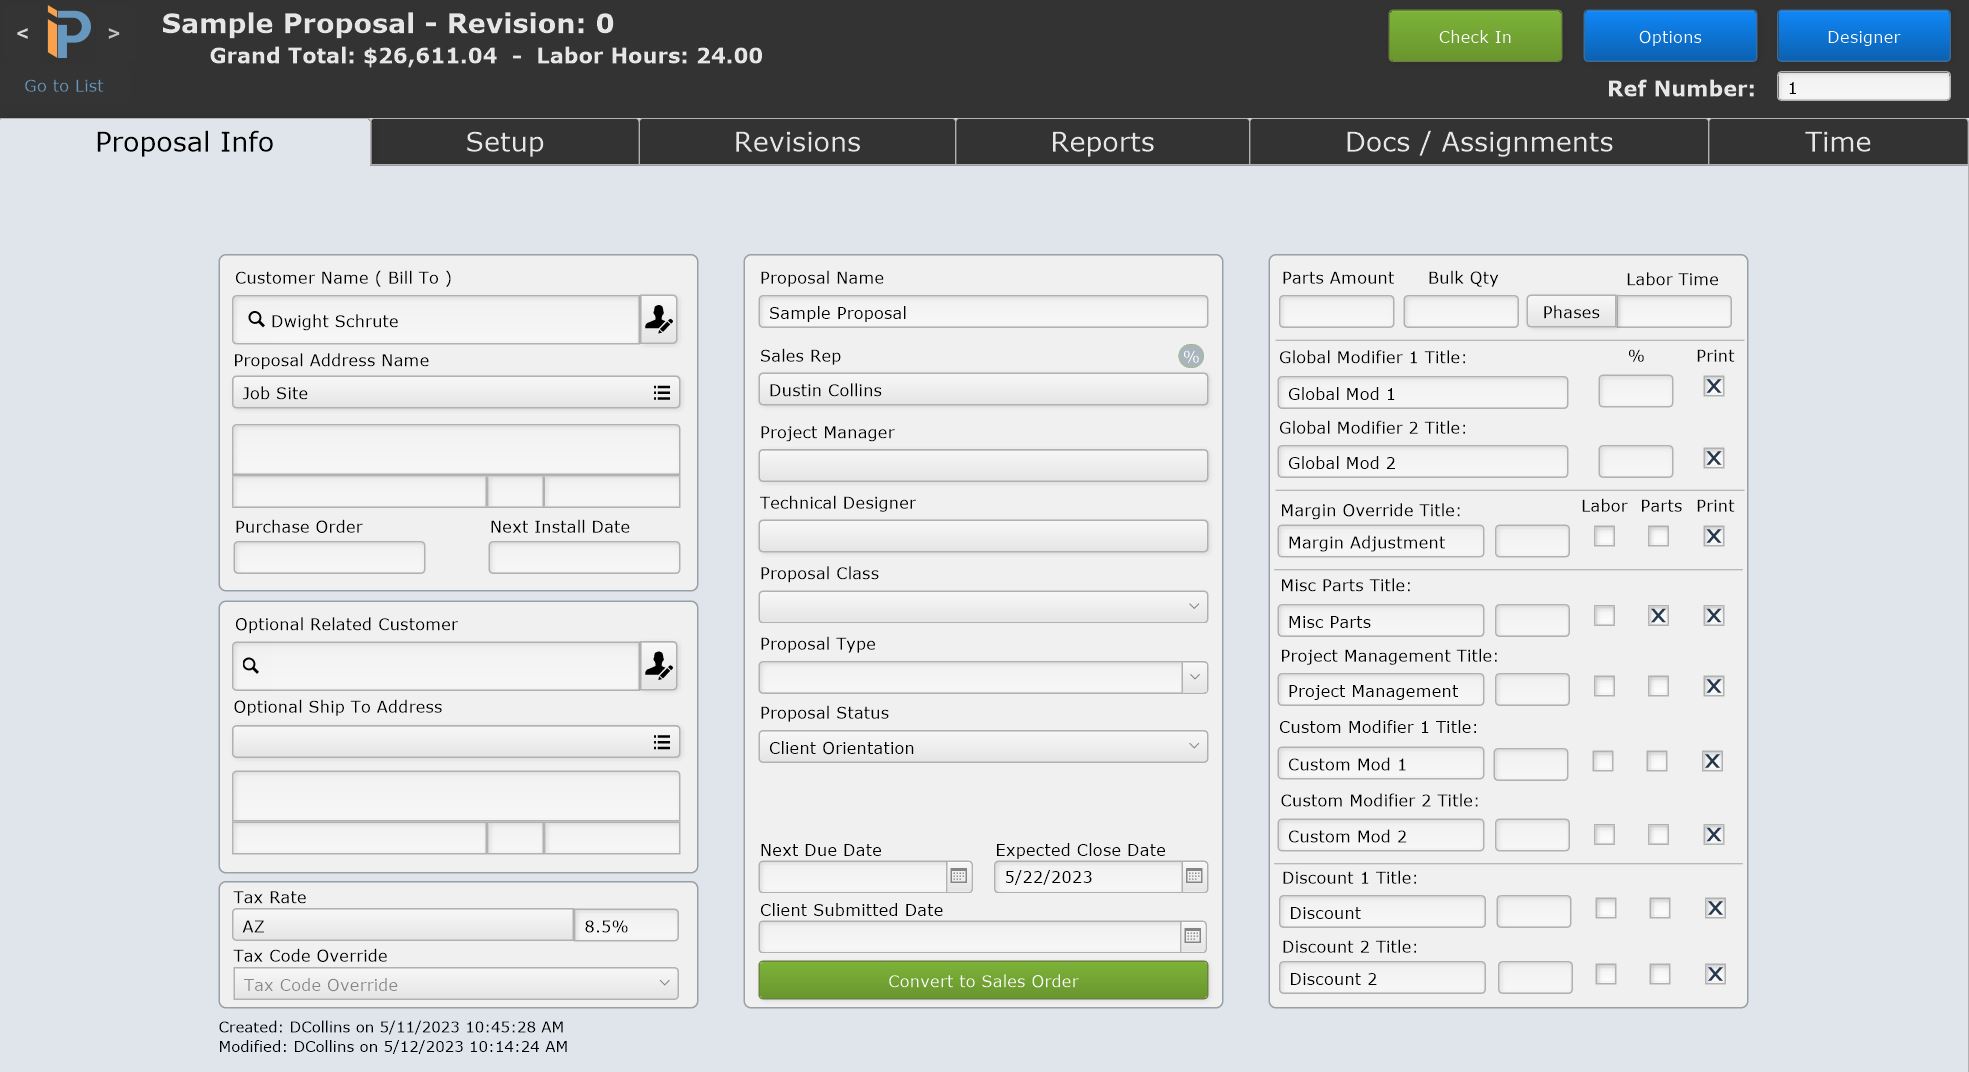 < iP >
Go to List
Sample Proposal - Revision: 0
Grand Total: $26,611.04 - Labor Hours: 24.00
Check In
Options
Designer
Ref Number: 1
Proposal Info
Setup
Revisions
Reports
Docs / Assignments
Time
Customer Name ( Bill To )
Dwight Schrute
Proposal Address Name
Job Site
Purchase Order
Next Install Date
Optional Related Customer
Optional Ship To Address
Tax Rate
AZ 8.5%
Tax Code Override
Tax Code Override
Created: DCollins on 5/11/2023 10:45:28 AM
Modified: DCollins on 5/12/2023 10:14:24 AM
Proposal Name
Sample Proposal
Sales Rep %
Dustin Collins
Project Manager
Technical Designer
Proposal Class
Proposal Type
Proposal Status
Client Orientation
Next Due Date
Expected Close Date
5/22/2023
Client Submitted Date
Convert to Sales Order
Parts Amount Bulk Qty Labor Time
Phases
Global Modifier 1 Title: % Print
Global Mod 1 X
Global Modifier 2 Title:
Global Mod 2 X
Margin Override Title: Labor Parts Print
Margin Adjustment X
Misc Parts Title:
Misc Parts X X
Project Management Title:
Project Management X
Custom Modifier 1 Title:
Custom Mod 1 X
Custom Modifier 2 Title:
Custom Mod 2 X
Discount 1 Title:
Discount X
Discount 2 Title:
Discount 2 X